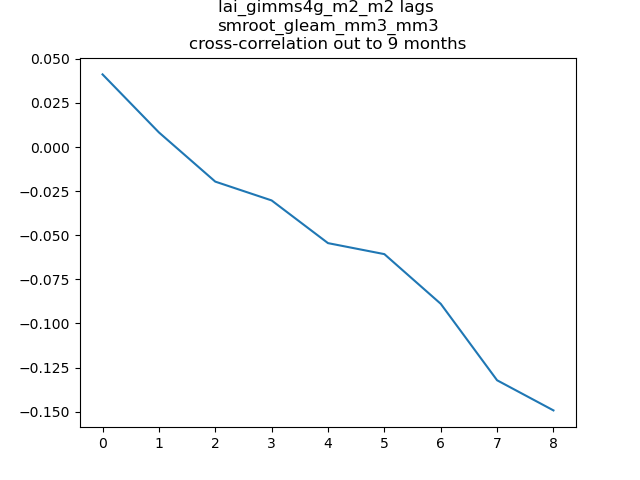 lai_gimms4g_m2_m2 lags
smroot_gleam_mm3_mm3
cross-correlation out to 9 months
0.050
0.025
0.000
−0.025
−0.050
−0.075
−0.100
−0.125
−0.150
0 1 2 3 4 5 6 7 8